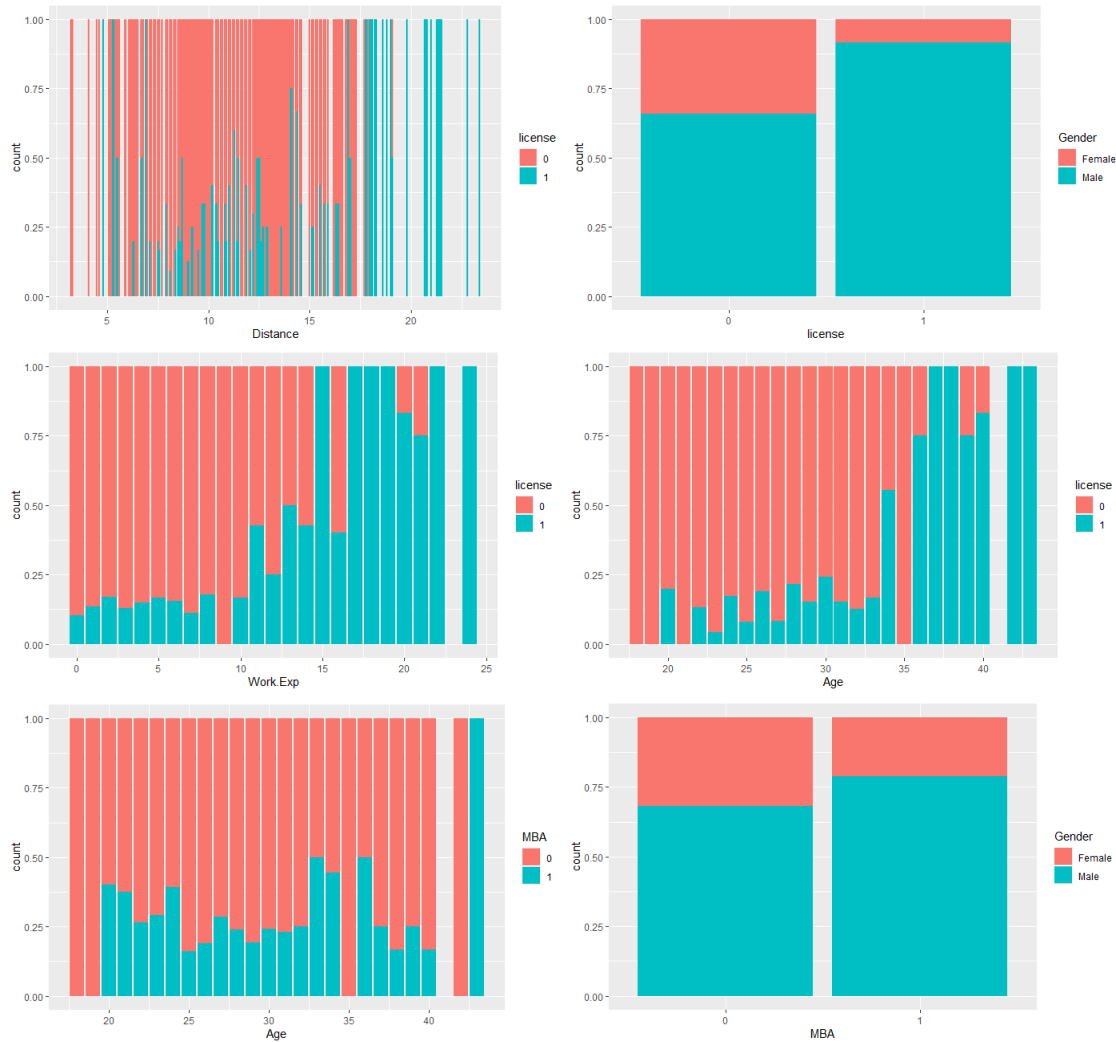 1.00
0.75
0.50
0.25
0.00
count
5
10
15
20
Distance
license
0
1
1.00
0.75
0.50
0.25
0.00
count
0
1
license
Gender
Female
Male
1.00
0.75
0.50
0.25
0.00
count
0
5
10
15
20
25
Work.Exp
license
0
1
1.00
0.75
0.50
0.25
0.00
count
20
25
30
35
40
Age
license
0
1
1.00
0.75
0.50
0.25
0.00
count
20
25
30
35
40
Age
MBA
0
1
1.00
0.75
0.50
0.25
0.00
count
0
1
MBA
Gender
Female
Male